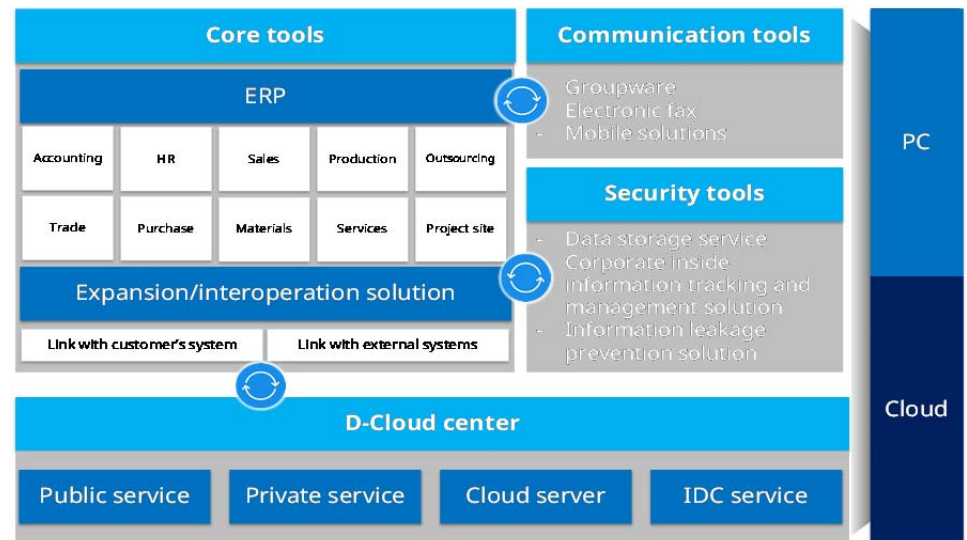 Core tools
ERP
Accounting
HR
Sales
Production
Outsourcing
Trade
Purchase
Materials
Services
Project site
Expansion/interoperation solution
Link with customer's system
Link with external systems
Communication tools
- Groupware
- Electronic fax
- Mobile solutions
Security tools
- Data storage service
- Corporate inside
information tracking and
management solution
- Information leakage
prevention solution
D-Cloud center
Public service
Private service
Cloud server
IDC service
PC
Cloud